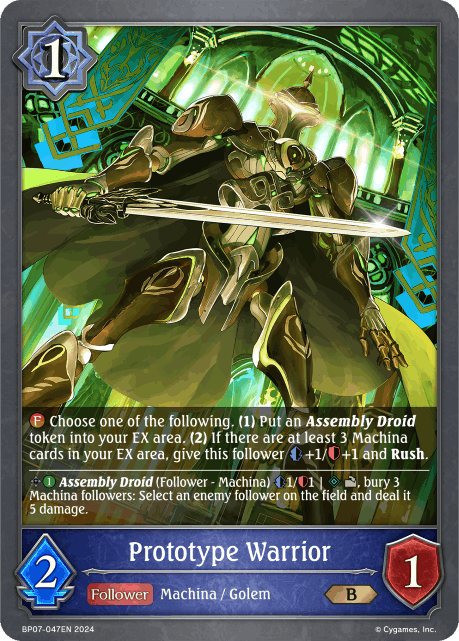 1
F Choose one of the following. (1) Put an Assembly Droid
token into your EX area. (2) If there are at least 3 Machina
cards in your EX area, give this follower +1/+1 and Rush.
1 Assembly Droid (Follower - Machina) 1/1 | , bury 3
Machina followers: Select an enemy follower on the field and deal it
5 damage.
Prototype Warrior
2
Follower Machina / Golem B
1
BP07-047EN 2024 © Cygames, Inc.